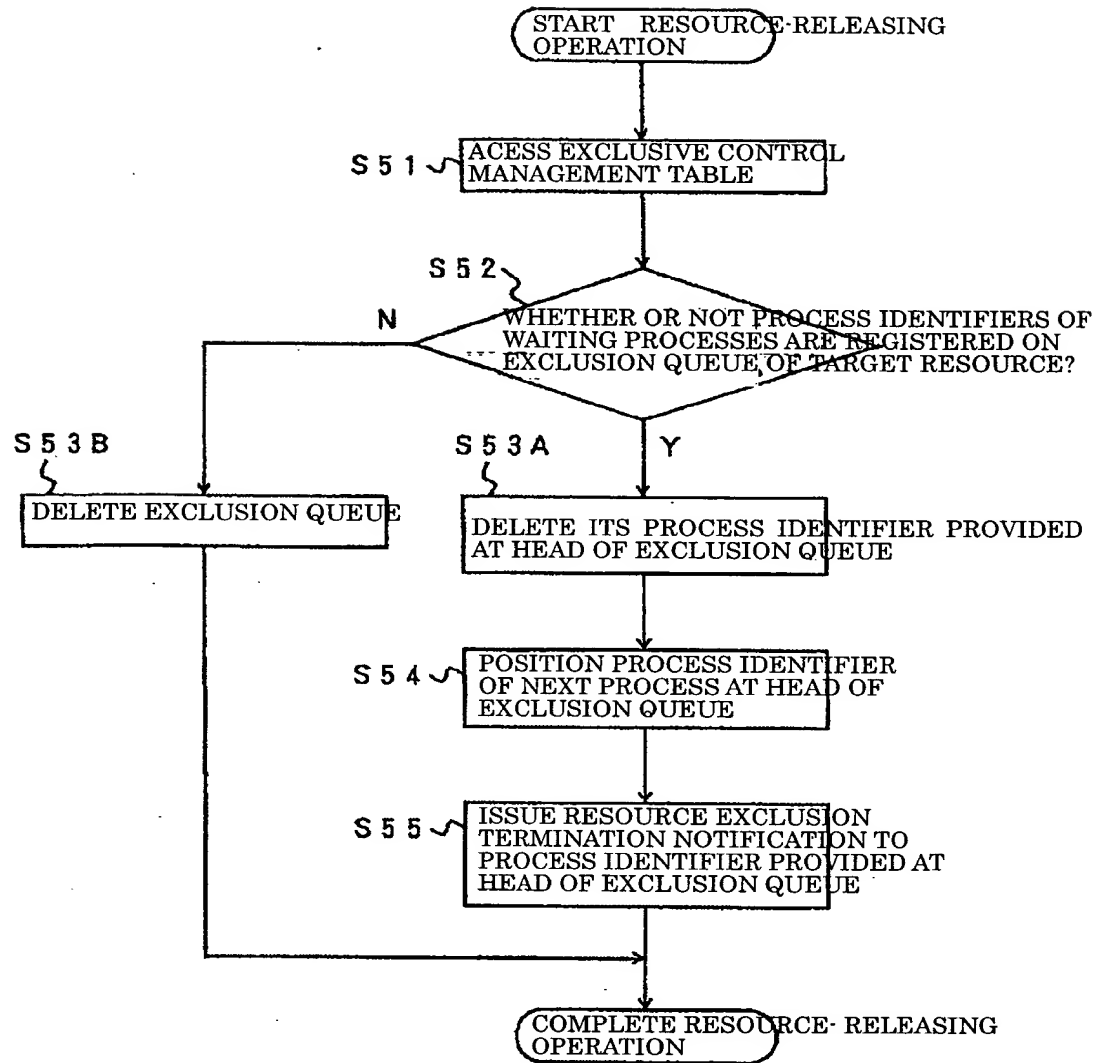 START RESOURCE-RELEASING
OPERATION
S51
ACESS EXCLUSIVE CONTROL
MANAGEMENT TABLE
S52
N
WHETHER OR NOT PROCESS IDENTIFIERS OF
WAITING PROCESSES ARE REGISTERED ON
EXCLUSION QUEUE OF TARGET RESOURCE?
Y
S53B
DELETE EXCLUSION QUEUE
S53A
DELETE ITS PROCESS IDENTIFIER PROVIDED
AT HEAD OF EXCLUSION QUEUE
S54
POSITION PROCESS IDENTIFIER
OF NEXT PROCESS AT HEAD OF
EXCLUSION QUEUE
S55
ISSUE RESOURCE EXCLUSION
TERMINATION NOTIFICATION TO
PROCESS IDENTIFIER PROVIDED AT
HEAD OF EXCLUSION QUEUE
COMPLETE RESOURCE- RELEASING
OPERATION